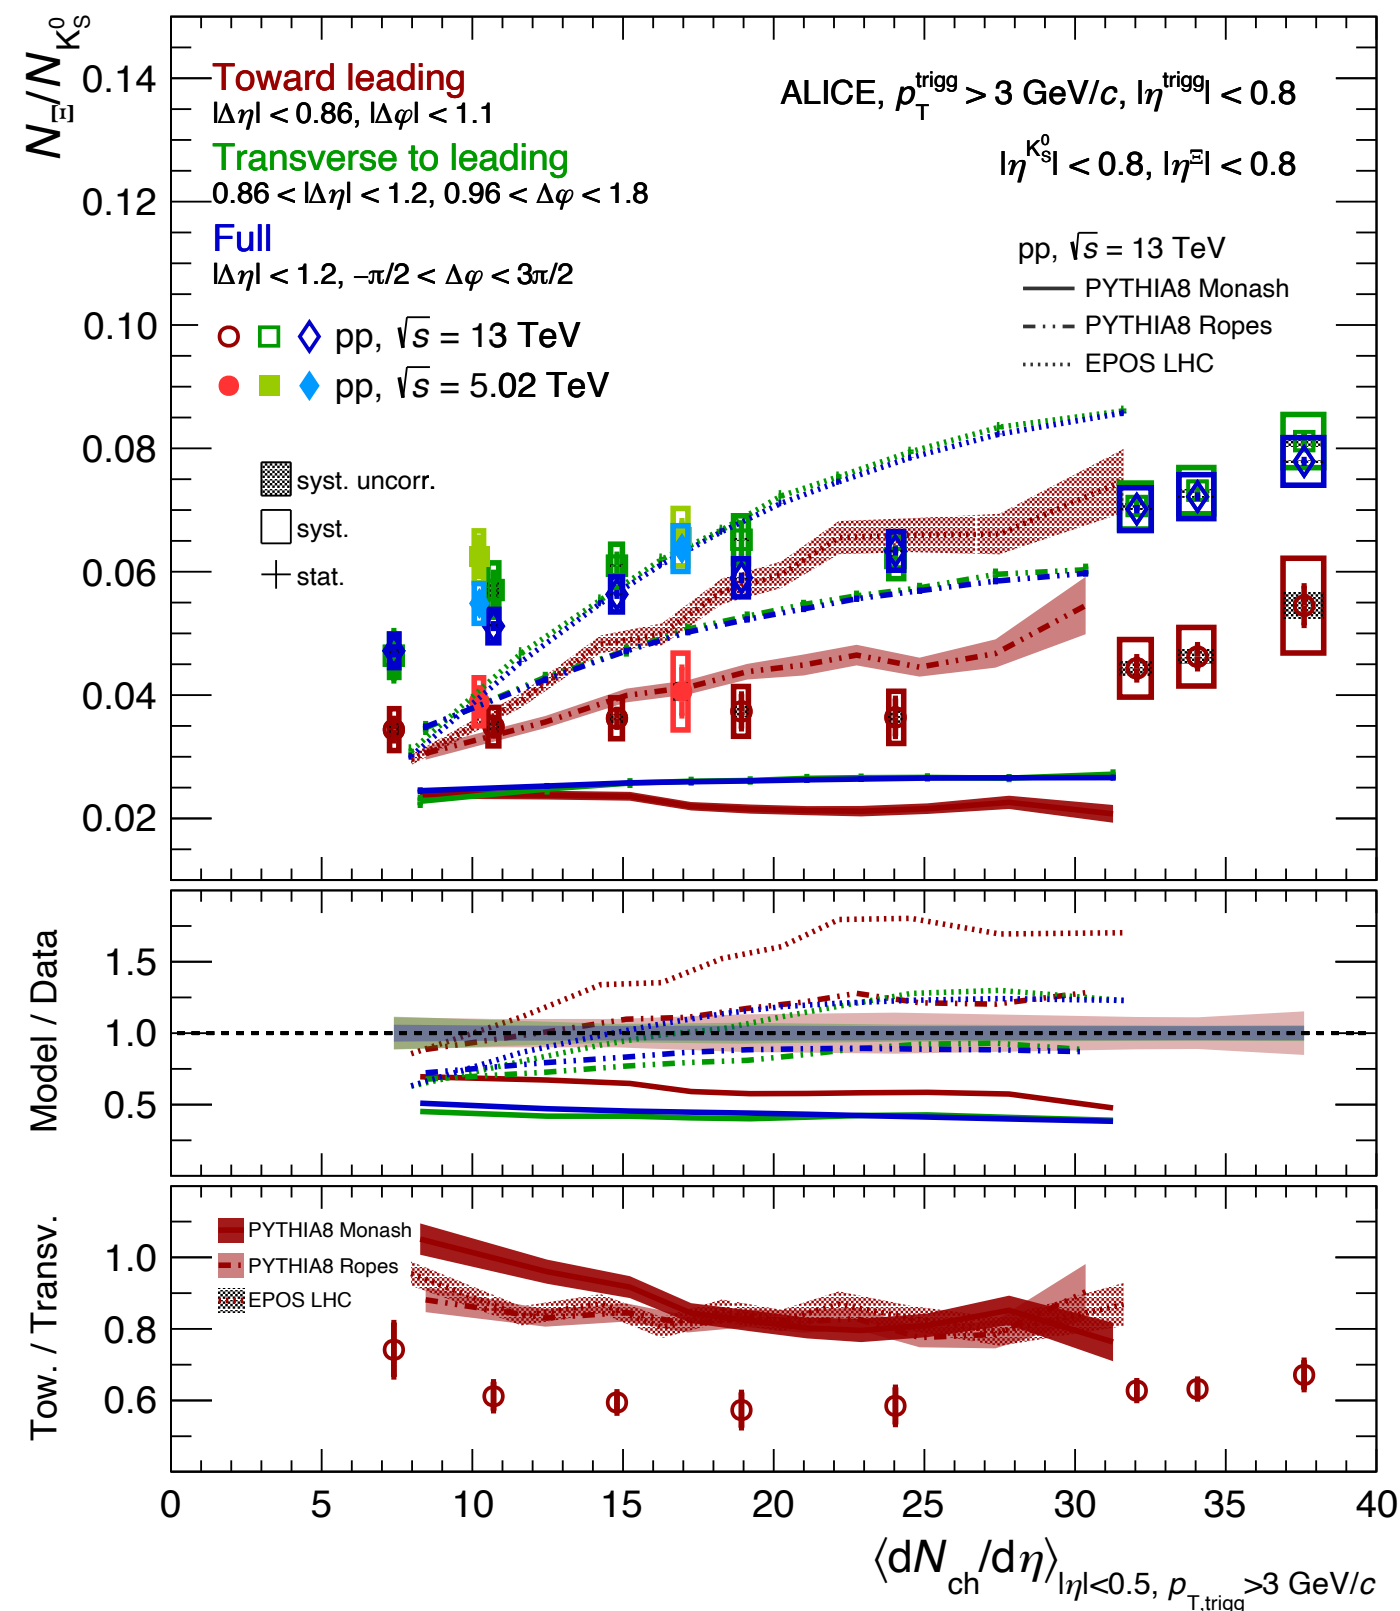 N_Ξ/N_{K^0_S}
Toward leading
|Δη| < 0.86, |Δφ| < 1.1
Transverse to leading
0.86 < |Δη| < 1.2, 0.96 < Δφ < 1.8
Full
|Δη| < 1.2, −π/2 < Δφ < 3π/2
pp, √s = 13 TeV
pp, √s = 5.02 TeV
syst. uncorr.
syst.
stat.
ALICE, p_T^trigg > 3 GeV/c, |η^trigg| < 0.8
|η^{K^0_S}| < 0.8, |η^Ξ| < 0.8
pp, √s = 13 TeV
PYTHIA8 Monash
PYTHIA8 Ropes
EPOS LHC
0.14
0.12
0.10
0.08
0.06
0.04
0.02
Model / Data
1.5
1.0
0.5
Tow. / Transv.
PYTHIA8 Monash
PYTHIA8 Ropes
EPOS LHC
1.0
0.8
0.6
0 5 10 15 20 25 30 35 40
⟨dN_ch/dη⟩_{|η|<0.5, p_{T,trigg}>3 GeV/c}